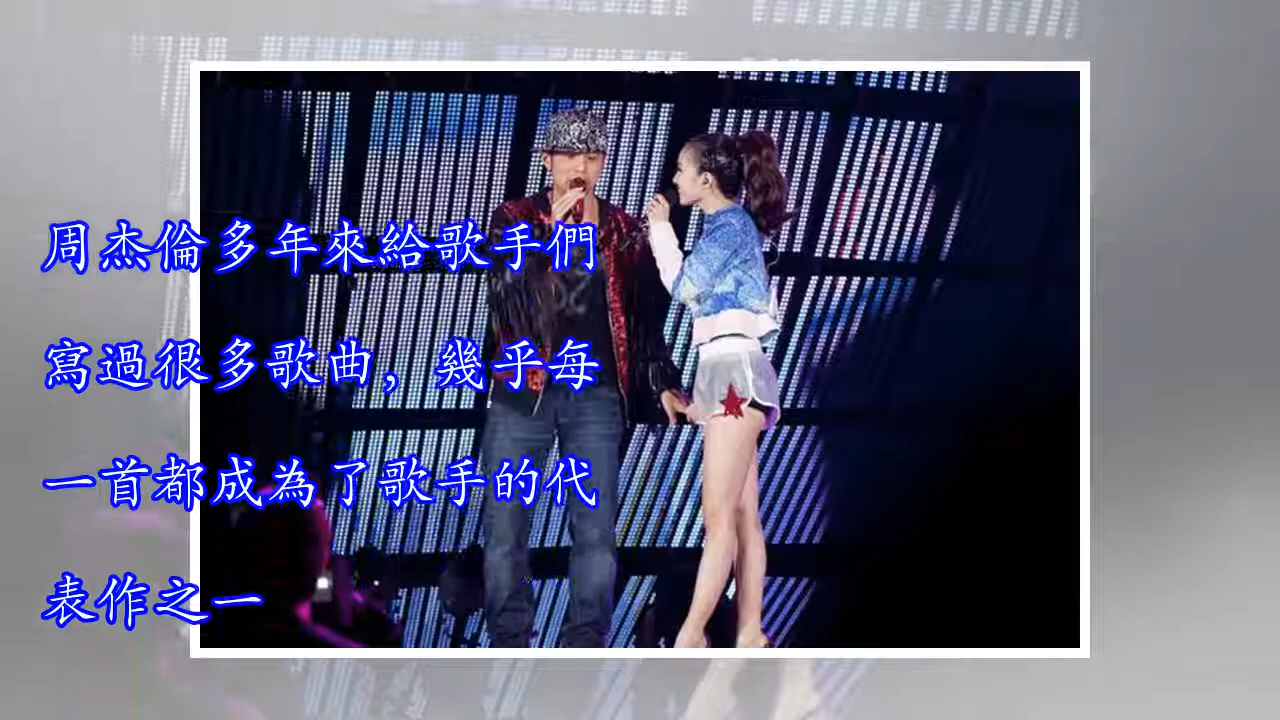 周杰倫多年來給歌手們
寫過很多歌曲，幾乎每
一首都成為了歌手的代
表作之一